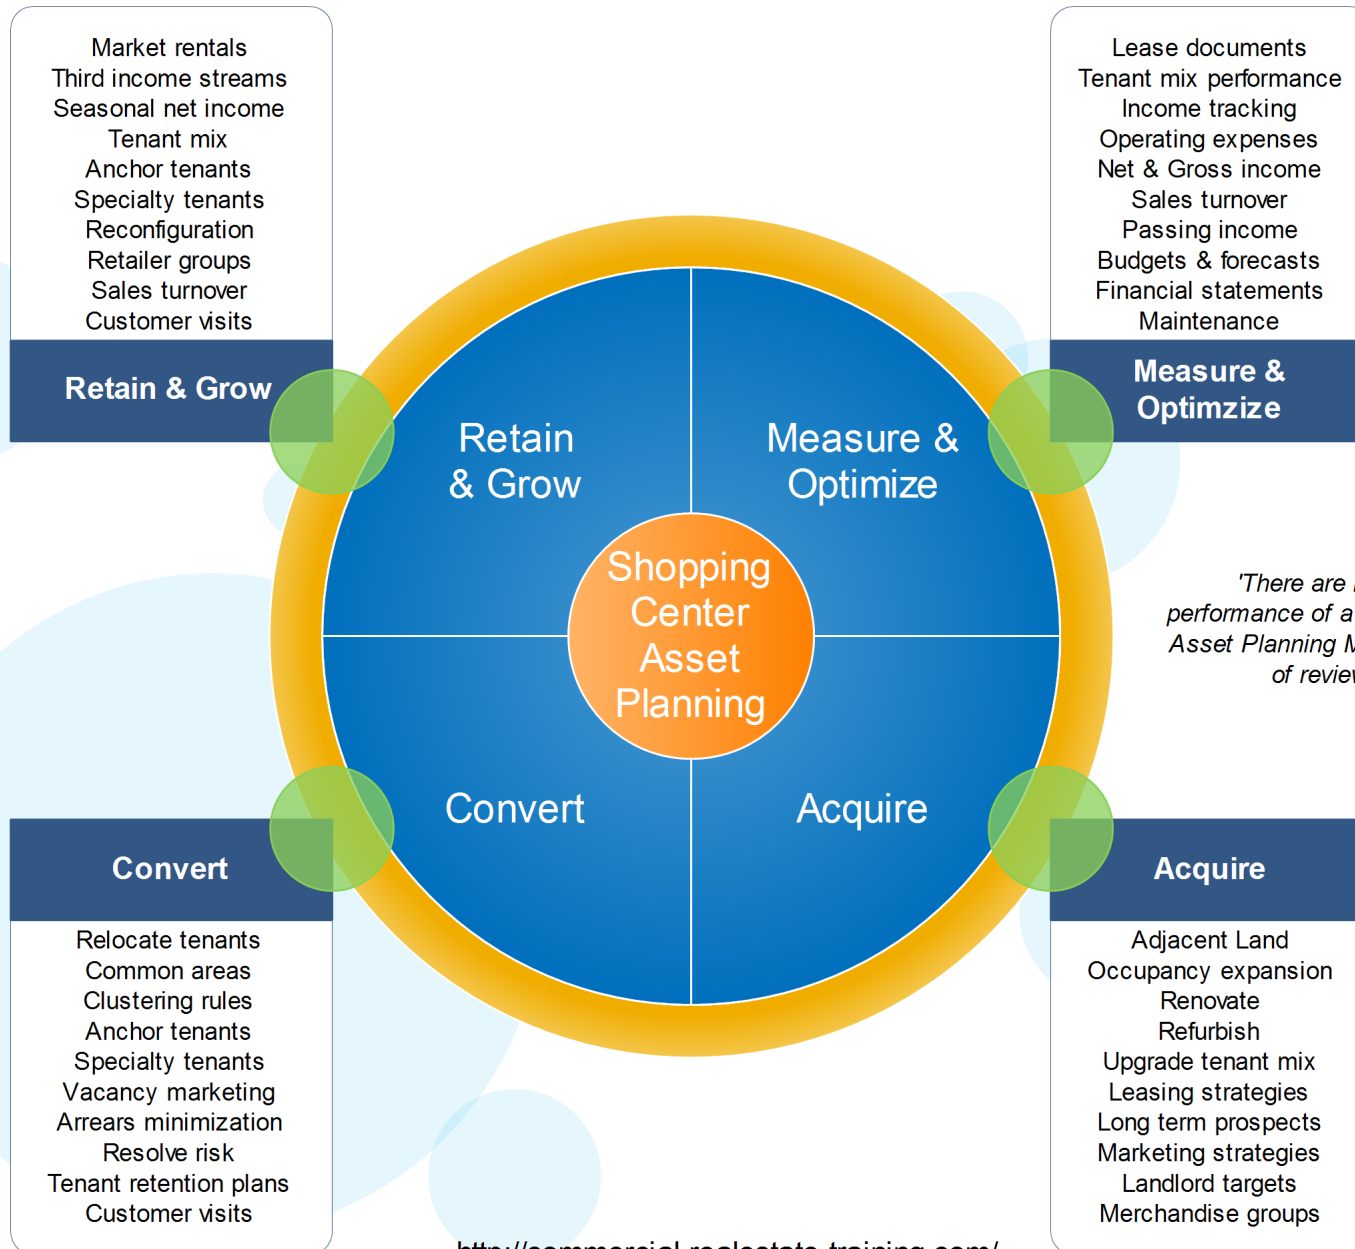 Market rentals
Third income streams
Seasonal net income
Tenant mix
Anchor tenants
Specialty tenants
Reconfiguration
Retailer groups
Sales turnover
Customer visits
Retain & Grow
Lease documents
Tenant mix performance
Income tracking
Operating expenses
Net & Gross income
Sales turnover
Passing income
Budgets & forecasts
Financial statements
Maintenance
Measure &
Optimzize
Retain
& Grow
Measure &
Optimize
Shopping
Center
Asset
Planning
Convert
Acquire
'There are
performance of a
Asset Planning
of
Convert
Relocate tenants
Common areas
Clustering rules
Anchor tenants
Specialty tenants
Vacancy marketing
Arrears minimization
Resolve risk
Tenant retention plans
Customer visits
Acquire
Adjacent Land
Occupancy expansion
Renovate
Refurbish
Upgrade tenant mix
Leasing strategies
Long term prospects
Marketing strategies
Landlord targets
Merchandise groups
http://commercial-realestate-training.com/